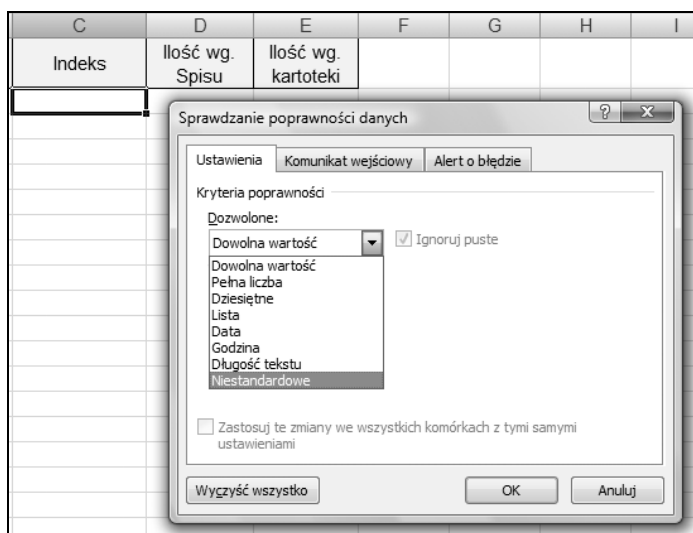 C D E F G H I
Indeks
Ilość wg. Spisu
Ilość wg. kartoteki
Sprawdzanie poprawności danych
Ustawienia Komunikat wejściowy Alert o błędzie
Kryteria poprawności
Dozwolone:
Dowolna wartość Ignoruj puste
Dowolna wartość
Pełna liczba
Dziesiętne
Lista
Data
Godzina
Długość tekstu
Niestandardowe
Zastosuj te zmiany we wszystkich komórkach z tymi samymi
ustawieniami
Wyczyść wszystko OK Anuluj